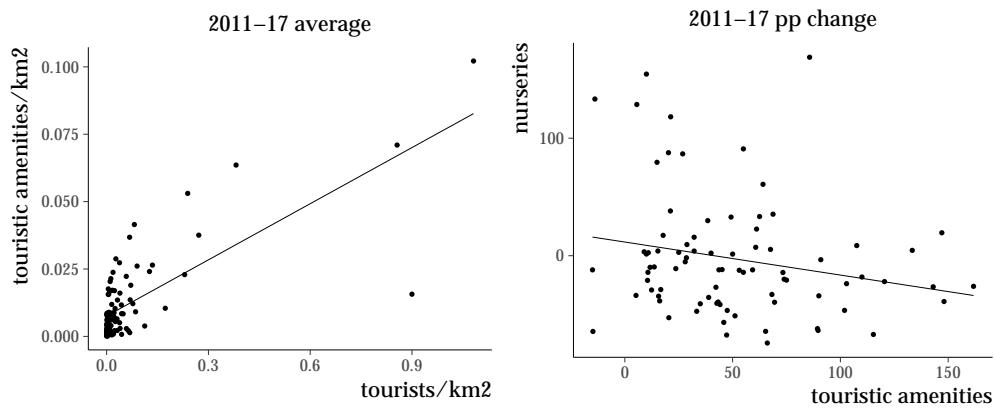 2011–17 average
touristic amenities/km2
0.100
0.075
0.050
0.025
0.000
0.0
0.3
0.6
0.9
tourists/km2
2011–17 pp change
nurseries
100
0
0
50
100
150
touristic amenities